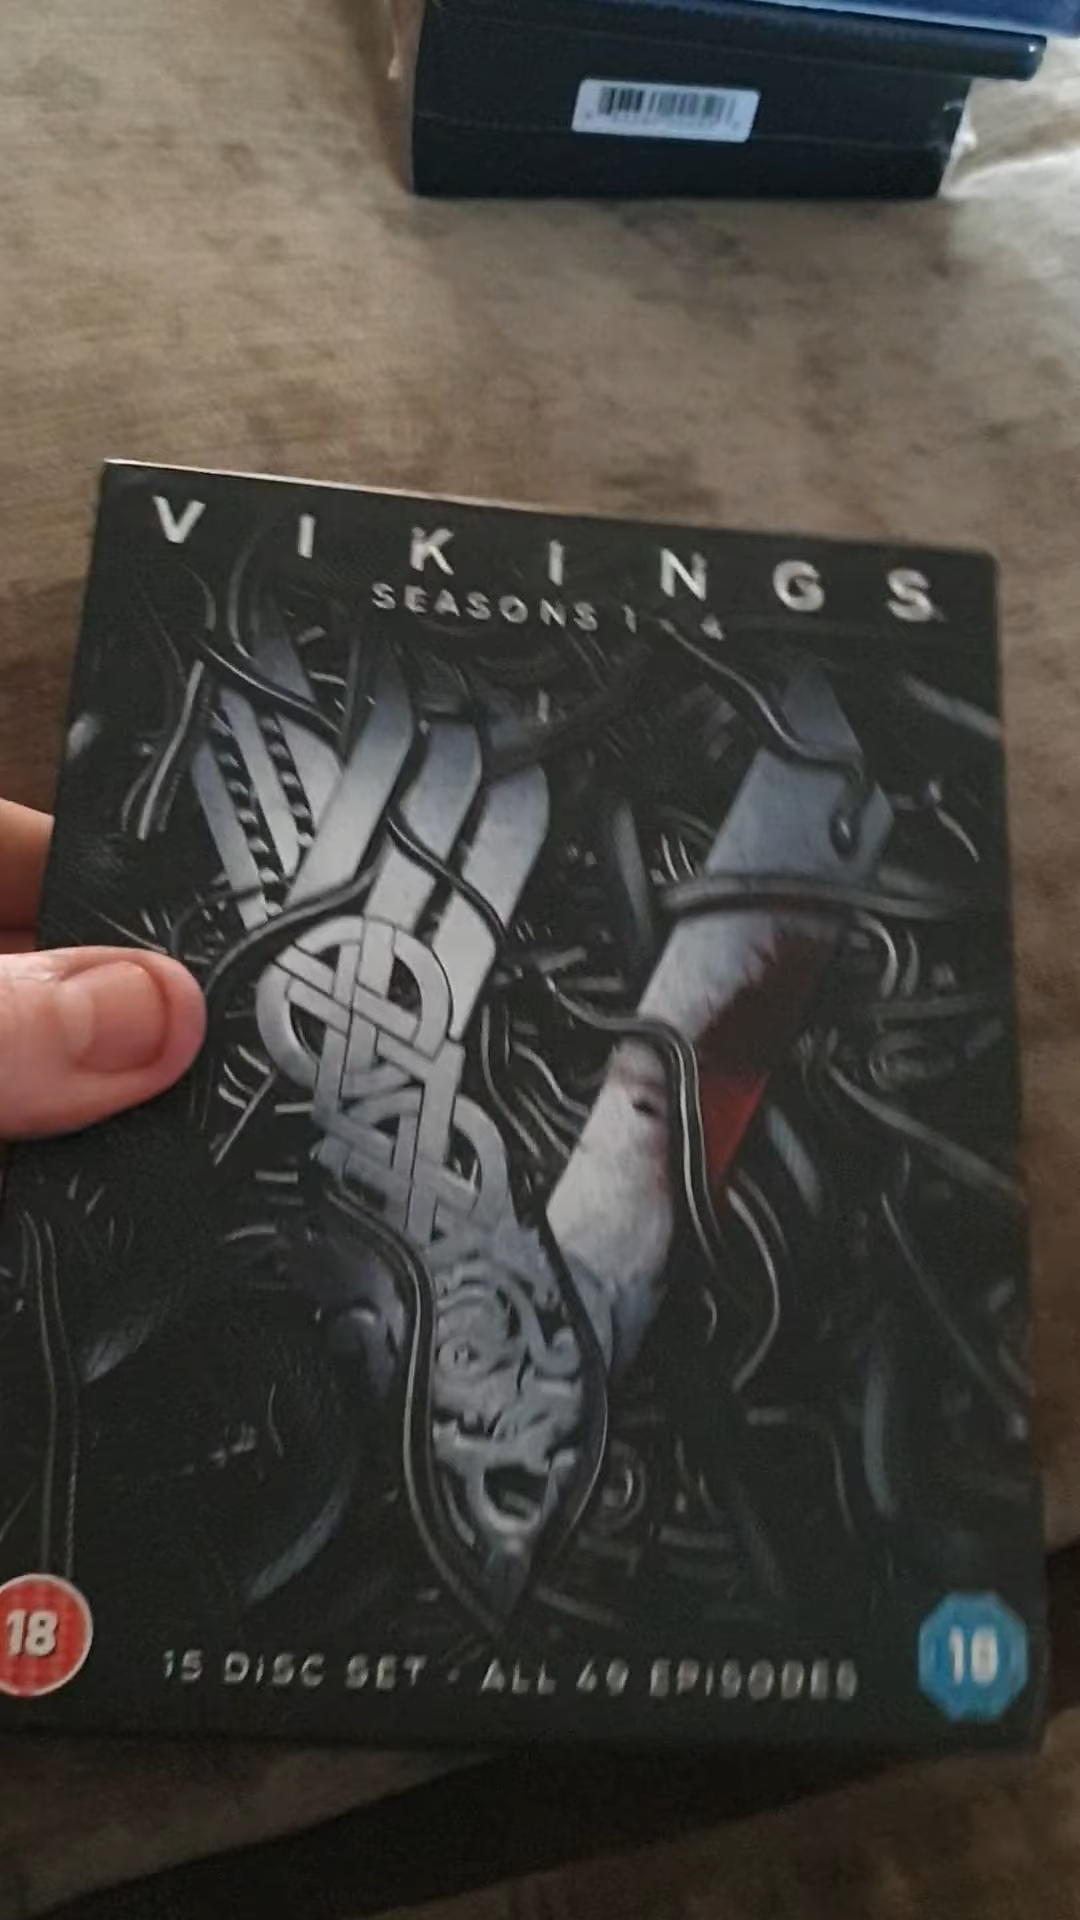 VIKINGS
SEASONS 1 - 4
18
15 DISC SET - ALL 49 EPISODES
18